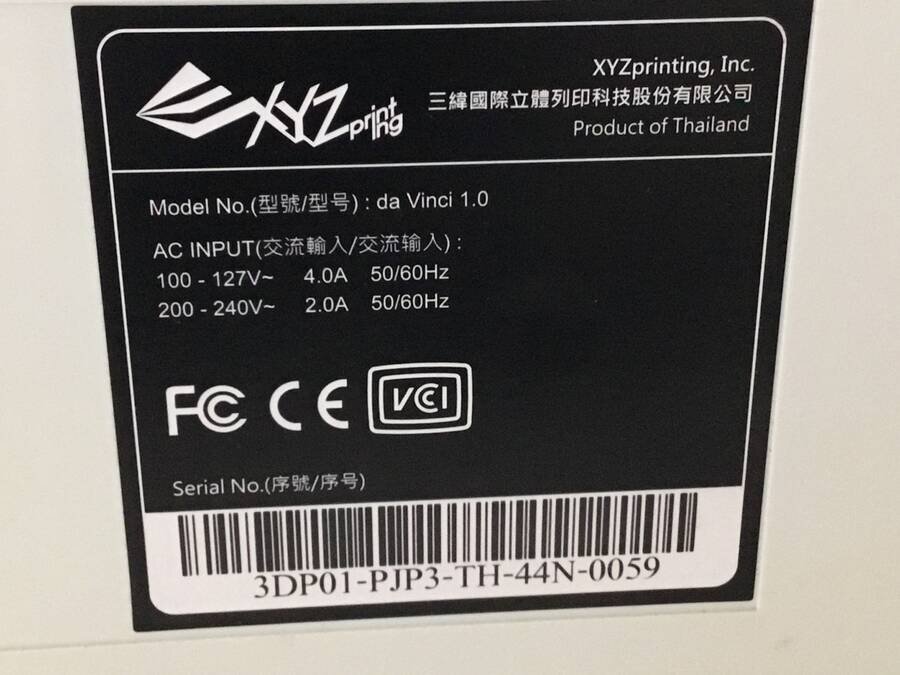 XYZprinting
XYZprinting, Inc.
三緯國際立體列印科技股份有限公司
Product of Thailand
Model No.(型號/型号) : da Vinci 1.0
AC INPUT(交流輸入/交流输入) :
100 - 127V~ 4.0A 50/60Hz
200 - 240V~ 2.0A 50/60Hz
FC CE VCCI
Serial No.(序號/序号)
3DP01-PJP3-TH-44N-0059